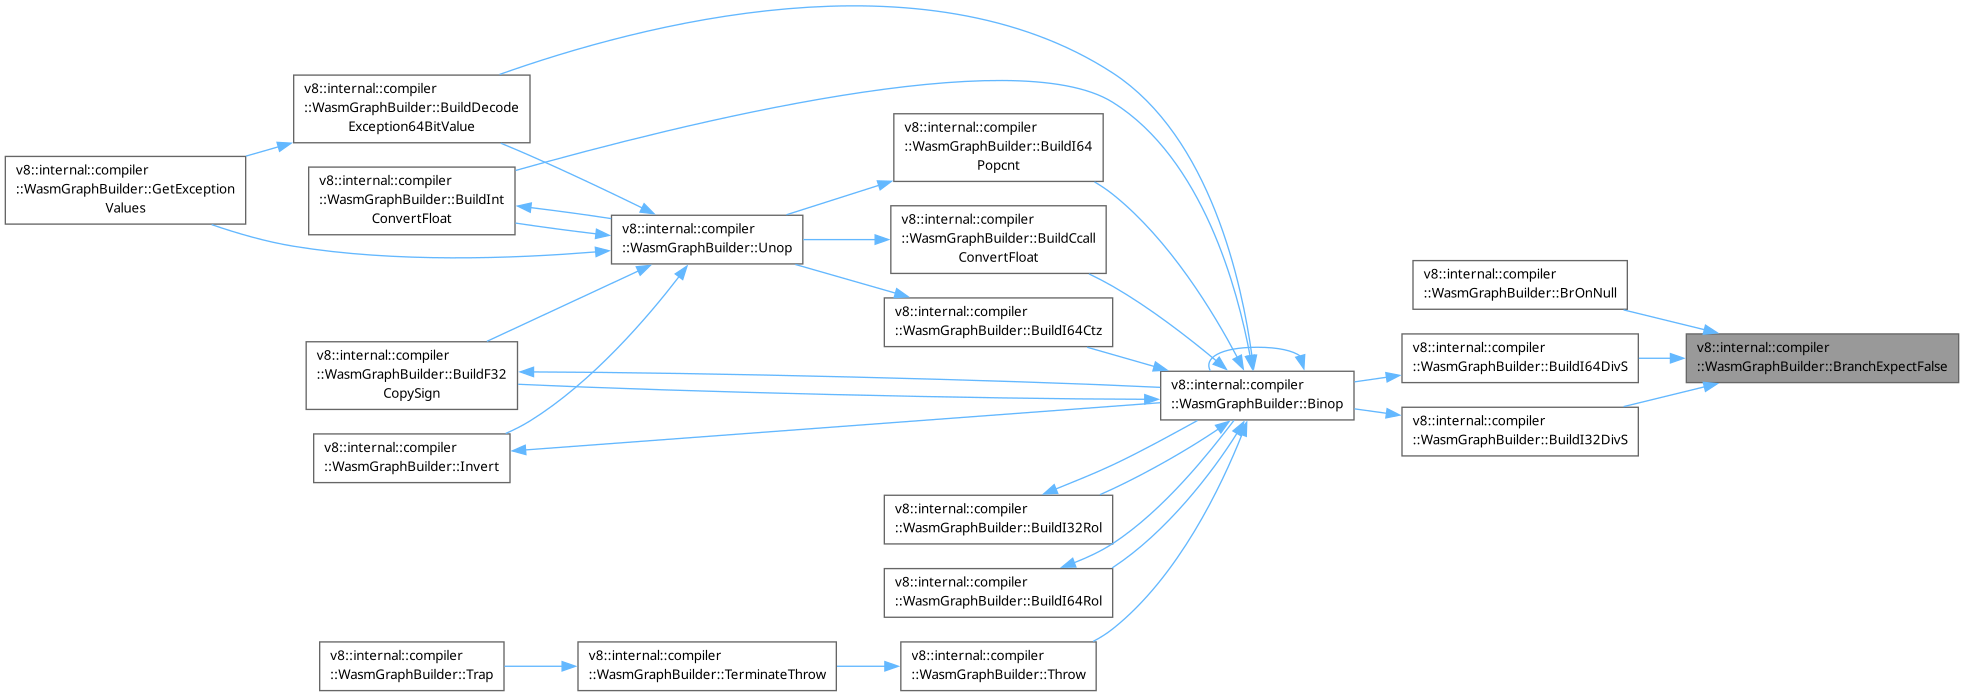 v8::internal::compiler
::WasmGraphBuilder::BuildDecode
Exception64BitValue
v8::internal::compiler
::WasmGraphBuilder::GetException
Values
v8::internal::compiler
::WasmGraphBuilder::BuildInt
ConvertFloat
v8::internal::compiler
::WasmGraphBuilder::Unop
v8::internal::compiler
::WasmGraphBuilder::BuildI64
Popcnt
v8::internal::compiler
::WasmGraphBuilder::BuildCcall
ConvertFloat
v8::internal::compiler
::WasmGraphBuilder::BuildI64Ctz
v8::internal::compiler
::WasmGraphBuilder::BuildF32
CopySign
v8::internal::compiler
::WasmGraphBuilder::Invert
v8::internal::compiler
::WasmGraphBuilder::Binop
v8::internal::compiler
::WasmGraphBuilder::BrOnNull
v8::internal::compiler
::WasmGraphBuilder::BuildI64DivS
v8::internal::compiler
::WasmGraphBuilder::BranchExpectFalse
v8::internal::compiler
::WasmGraphBuilder::BuildI32DivS
v8::internal::compiler
::WasmGraphBuilder::BuildI32Rol
v8::internal::compiler
::WasmGraphBuilder::BuildI64Rol
v8::internal::compiler
::WasmGraphBuilder::Trap
v8::internal::compiler
::WasmGraphBuilder::TerminateThrow
v8::internal::compiler
::WasmGraphBuilder::Throw